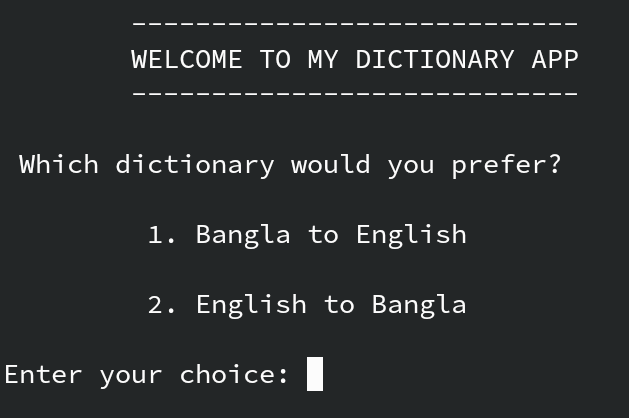 ----------------------------
WELCOME TO MY DICTIONARY APP
----------------------------
Which dictionary would you prefer?
1. Bangla to English
2. English to Bangla
Enter your choice: